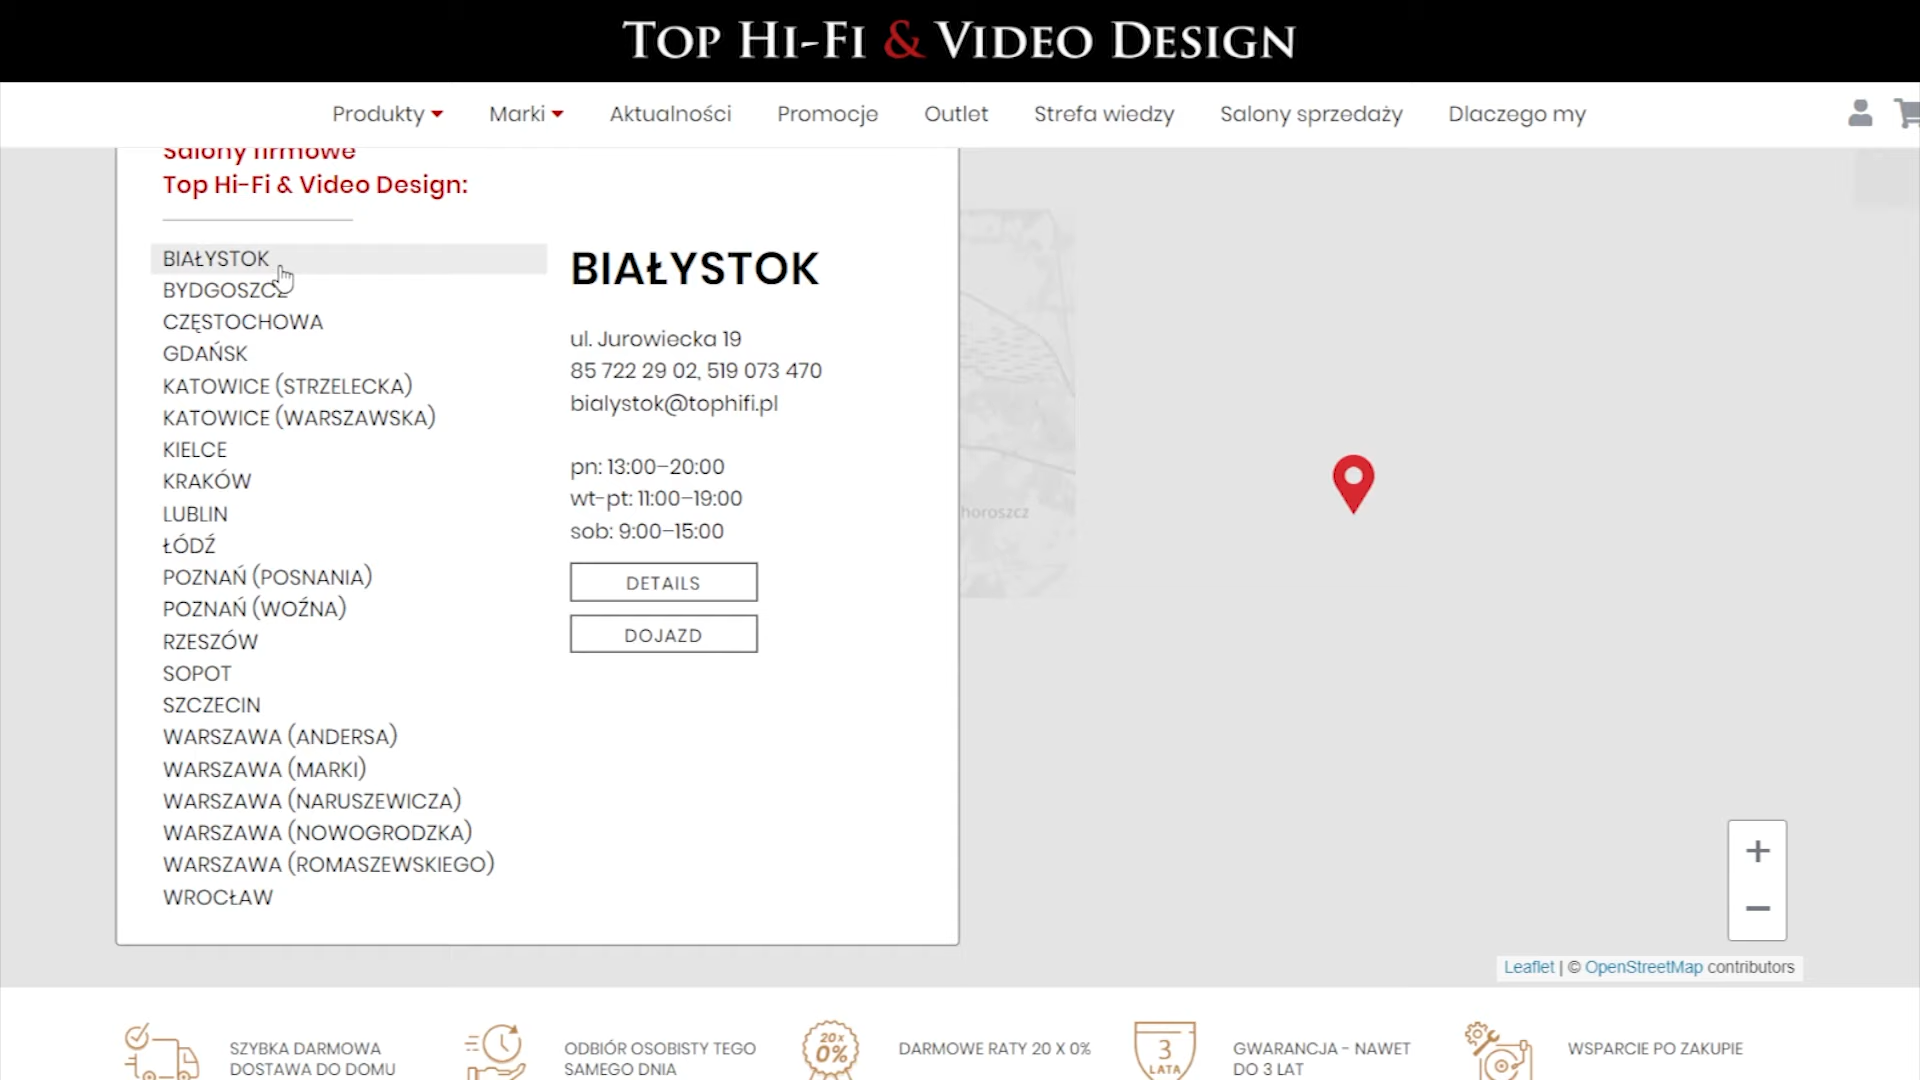 TOP HI-FI & VIDEO DESIGN
Produkty Marki Aktualności Promocje Outlet Strefa wiedzy Salony sprzedaży Dlaczego my
Salony firmowe
Top Hi-Fi & Video Design:
BIAŁYSTOK
BYDGOSZCZ
CZĘSTOCHOWA
GDAŃSK
KATOWICE (STRZELECKA)
KATOWICE (WARSZAWSKA)
KIELCE
KRAKÓW
LUBLIN
ŁÓDŹ
POZNAŃ (POSNANIA)
POZNAŃ (WOŹNA)
RZESZÓW
SOPOT
SZCZECIN
WARSZAWA (ANDERSA)
WARSZAWA (MARKI)
WARSZAWA (NARUSZEWICZA)
WARSZAWA (NOWOGRODZKA)
WARSZAWA (ROMASZEWSKIEGO)
WROCŁAW
BIAŁYSTOK
ul. Jurowiecka 19
85 722 29 02, 519 073 470
bialystok@tophifi.pl
pn: 13:00–20:00
wt-pt: 11:00–19:00
sob: 9:00–15:00
DETAILS
DOJAZD
horoszcz
+
−
Leaflet | © OpenStreetMap contributors
SZYBKA DARMOWA
DOSTAWA DO DOMU
ODBIÓR OSOBISTY TEGO
SAMEGO DNIA
20x
0%
DARMOWE RATY 20 X 0%
3
LATA
GWARANCJA - NAWET
DO 3 LAT
WSPARCIE PO ZAKUPIE